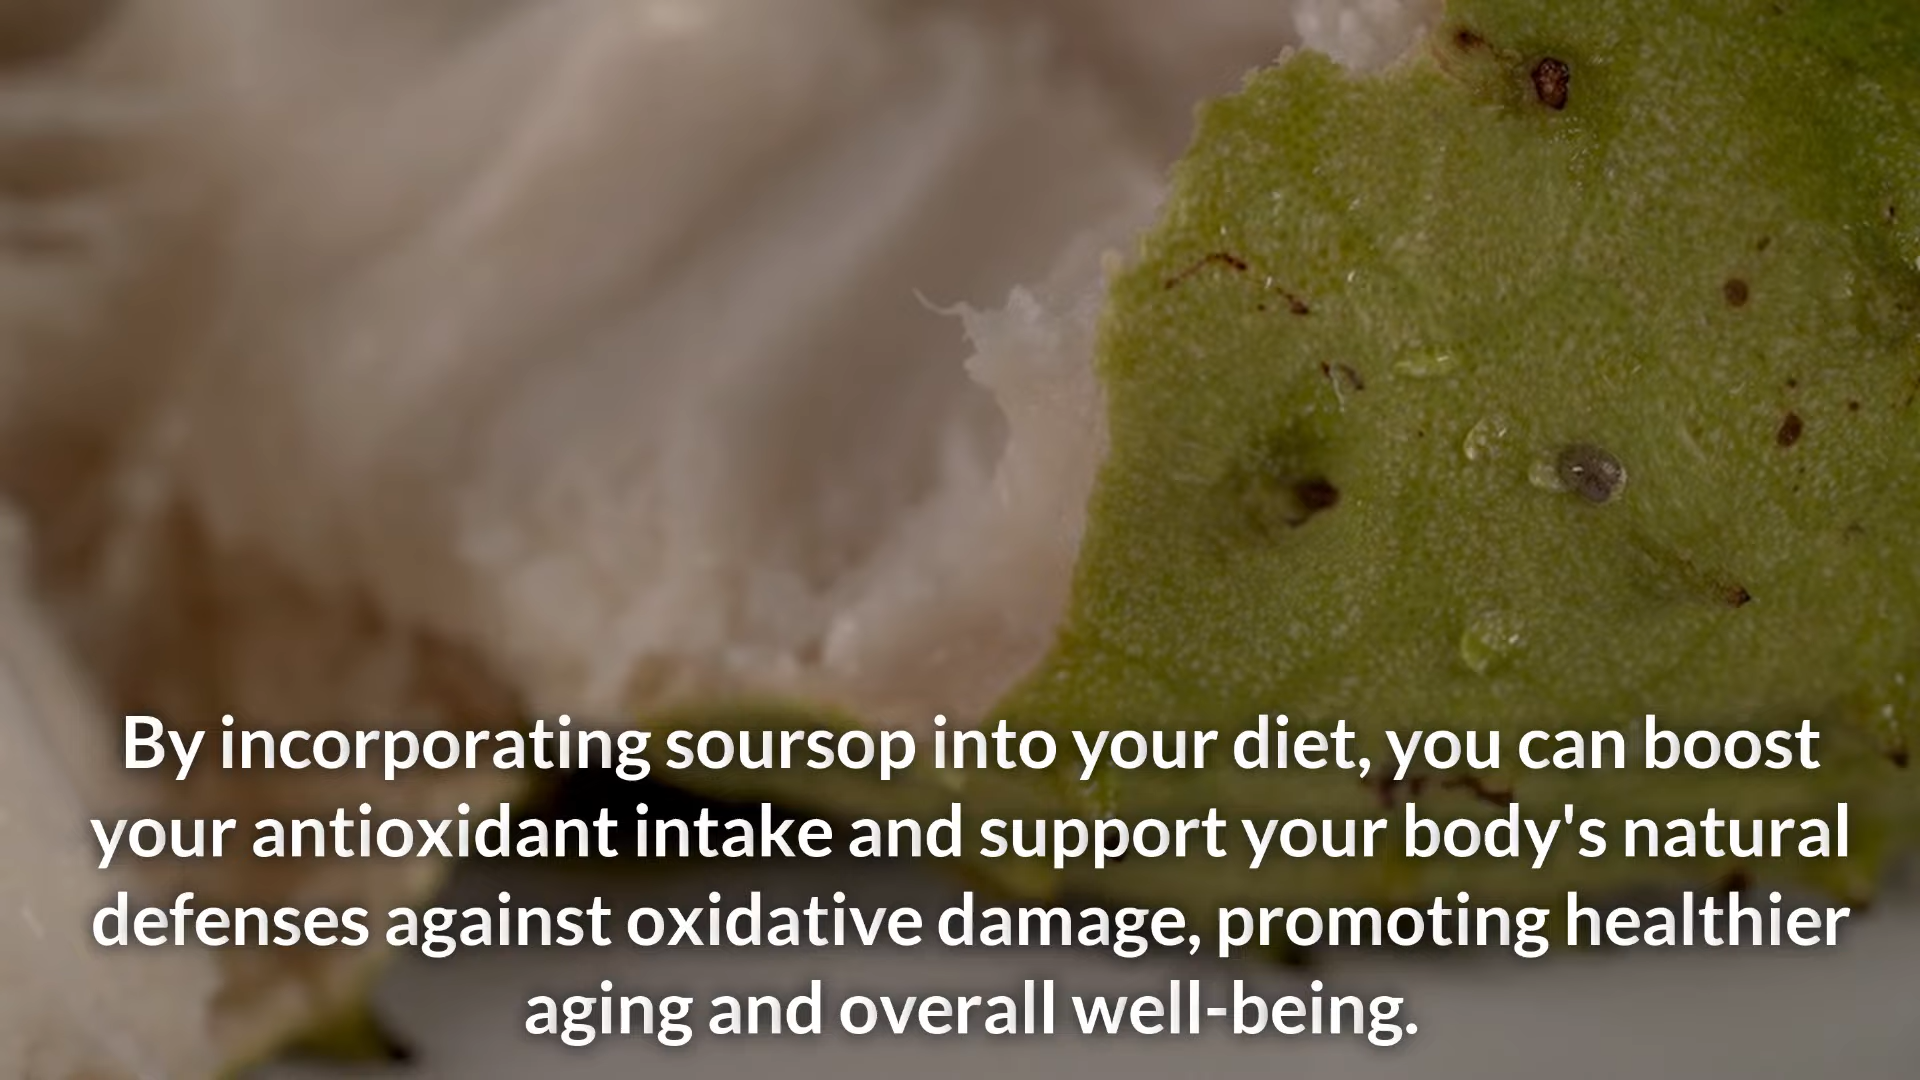 By incorporating soursop into your diet, you can boost
your antioxidant intake and support your body's natural
defenses against oxidative damage, promoting healthier
aging and overall well-being.